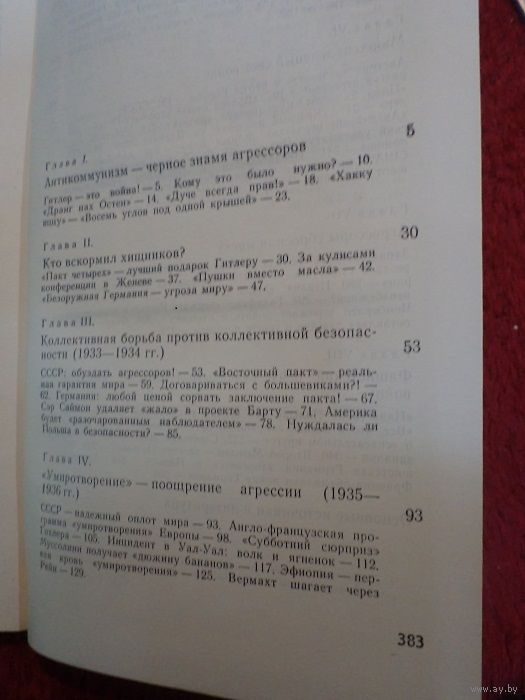 Глава I.
Антикоммунизм — черное знамя агрессоров 5
Гитлер — это война! — 5. Кому это было нужно? — 10.
«Дранг нах Остен» — 14. «Дуче всегда прав!» — 18. «Хакку
ициу» — «Восемь углов под одной крышей» — 23.
Глава II.
Кто вскормил хищников? 30
«Пакт четырех» — лучший подарок Гитлеру — 30. За кулисами
конференции в Женеве — 37. «Пушки вместо масла» — 42.
«Безоружная Германия — угроза миру» — 47.
Глава III.
Коллективная борьба против коллективной безопас-
ности (1933—1934 гг.) 53
СССР: обуздать агрессоров! — 53. «Восточный пакт» — реаль-
ная гарантия мира — 59. Договариваться с большевиками?! —
62. Германия: любой ценой сорвать заключение пакта! — 67.
Сэр Саймон удаляет «жало» в проекте Барту — 71. Америка
будет «разочарованным наблюдателем» — 78. Нуждалась ли
Польша в безопасности? — 85.
Глава IV.
«Умиротворение» — поощрение агрессии (1935—
1936 гг.) 93
СССР — надежный оплот мира — 93. Англо-французская про-
грамма «умиротворения» Европы — 98. «Субботний сюрприз»
Гитлера — 105. Инцидент в Уал-Уал: волк и ягненок — 112.
Муссолини получает «дюжину бананов» — 117. Эфиопия — пер-
вая кровь «умиротворения» — 125. Вермахт шагает через
Рейн — 129.
383
www.ay.by